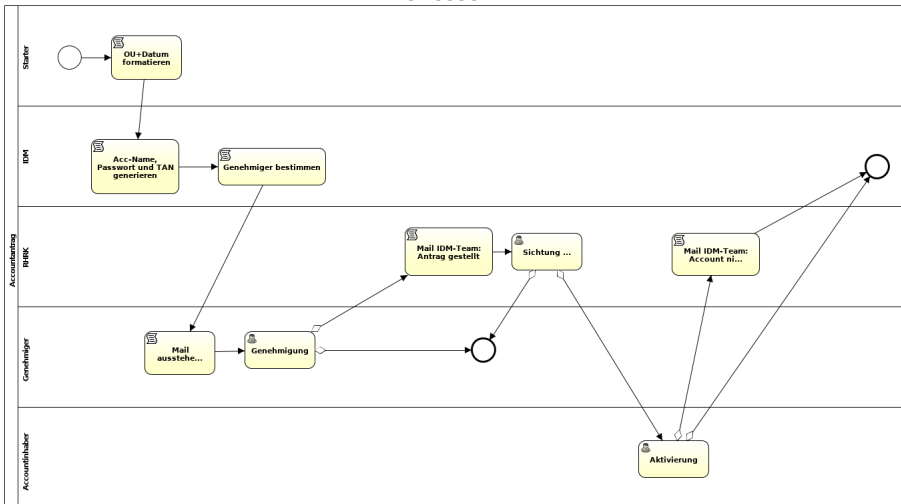 Accountantrag
Starter
OU+Datum
formatieren
IDM
Acc-Name,
Passwort und TAN
generieren
Genehmiger bestimmen
RHRK
Mail IDM-Team:
Antrag gestellt
Sichtung ...
Mail IDM-Team:
Account ni...
Genehmiger
Mail
ausstehe...
Genehmigung
Accountinhaber
Aktivierung